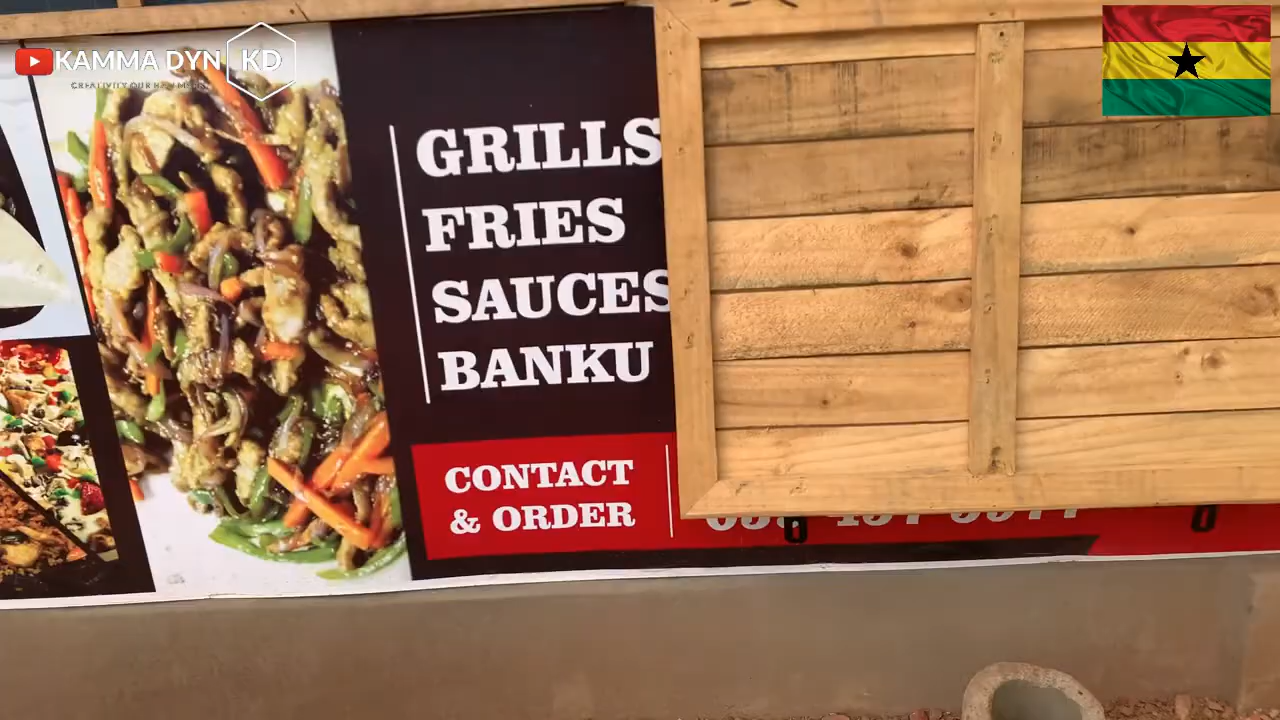 KAMMA DYN
KD
GRILLS
FRIES
SAUCES
BANKU
CONTACT
& ORDER